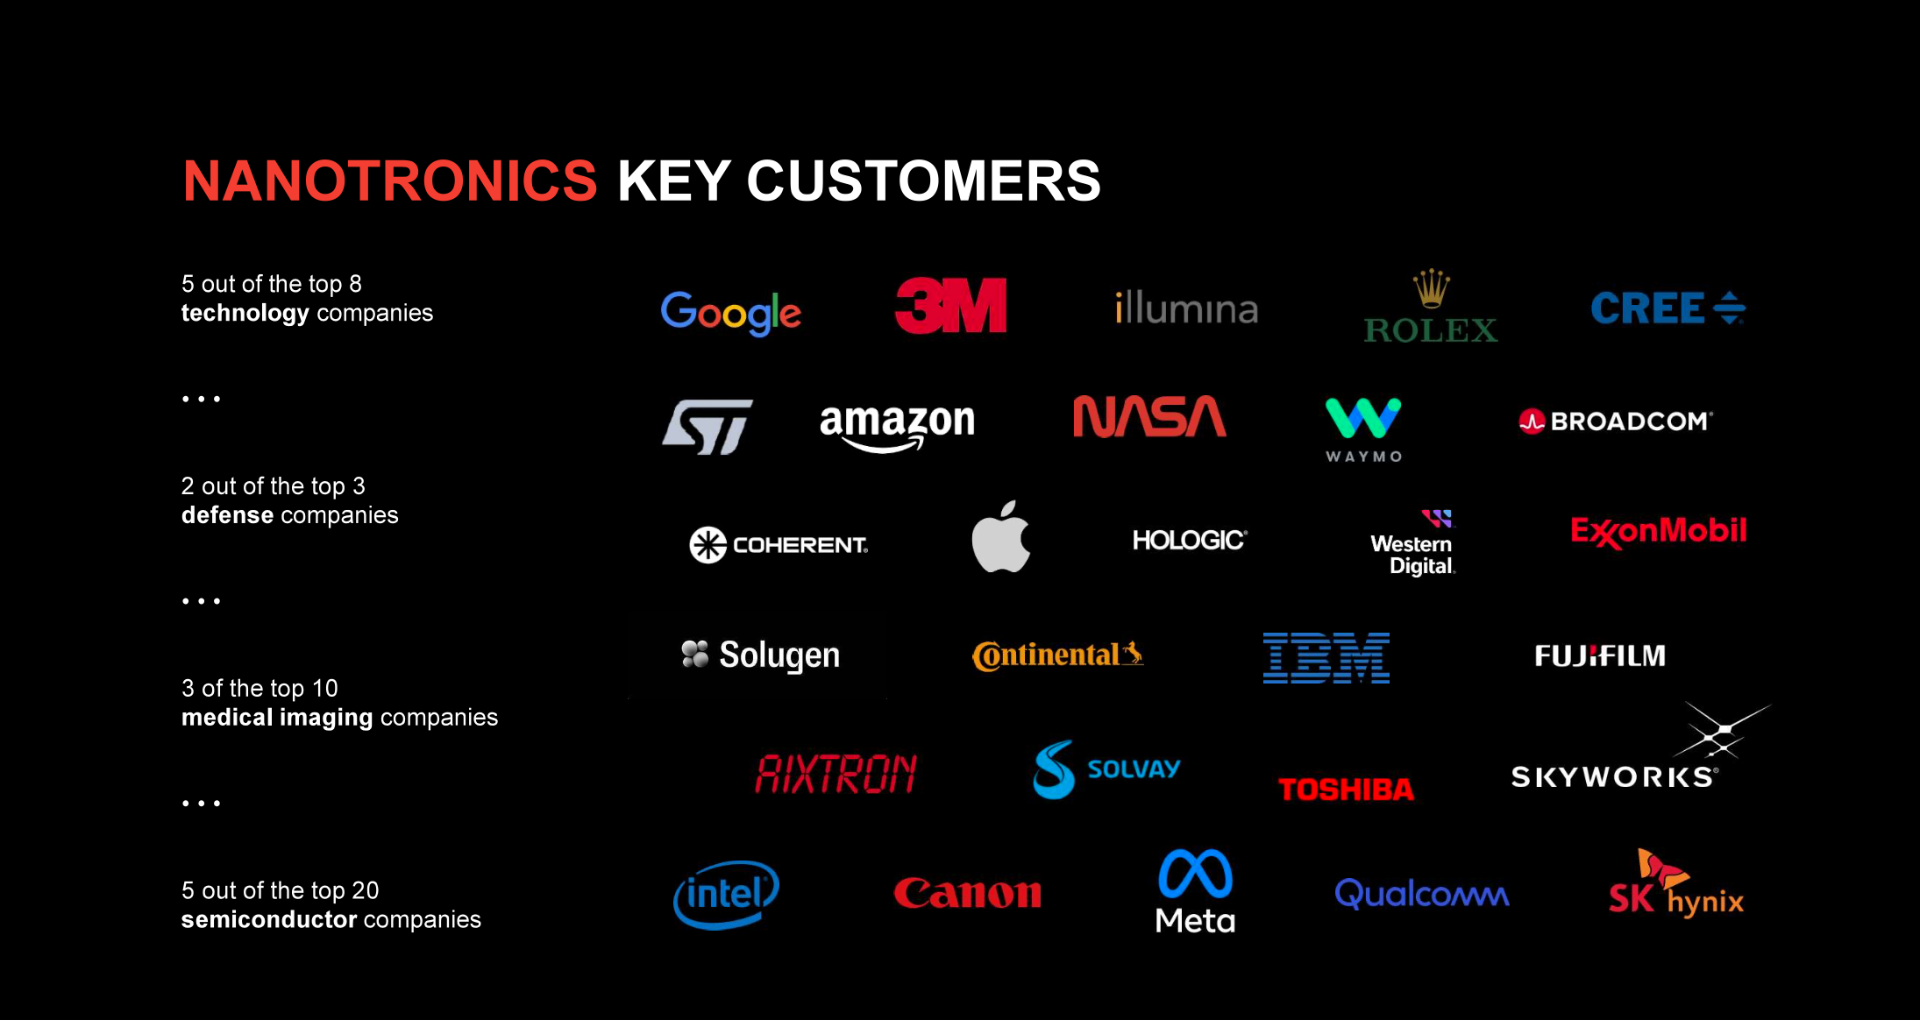 NANOTRONICS KEY CUSTOMERS
5 out of the top 8
technology companies
...
2 out of the top 3
defense companies
...
3 of the top 10
medical imaging companies
...
5 out of the top 20
semiconductor companies
Google 3M illumina ROLEX CREE
ST amazon NASA WAYMO BROADCOM®
COHERENT. HOLOGIC® Western
Digital. ExxonMobil
Solugen Continental IBM FUJIFILM
AIXTRON SOLVAY TOSHIBA SKYWORKS®
intel Canon Meta Qualcomm SK hynix